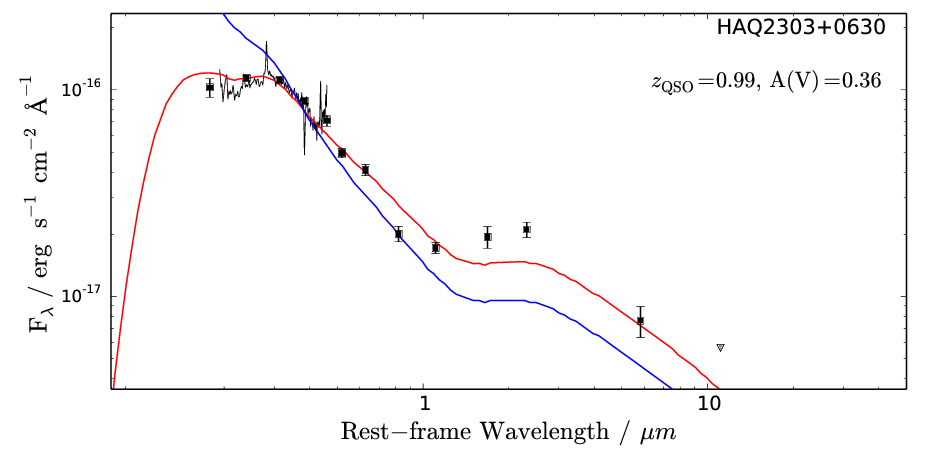 HAQ2303+0630
z_QSO=0.99, A(V)=0.36
F_λ / erg s⁻¹ cm⁻² Å⁻¹
10⁻¹⁶
10⁻¹⁷
1 10
Rest−frame Wavelength / μm